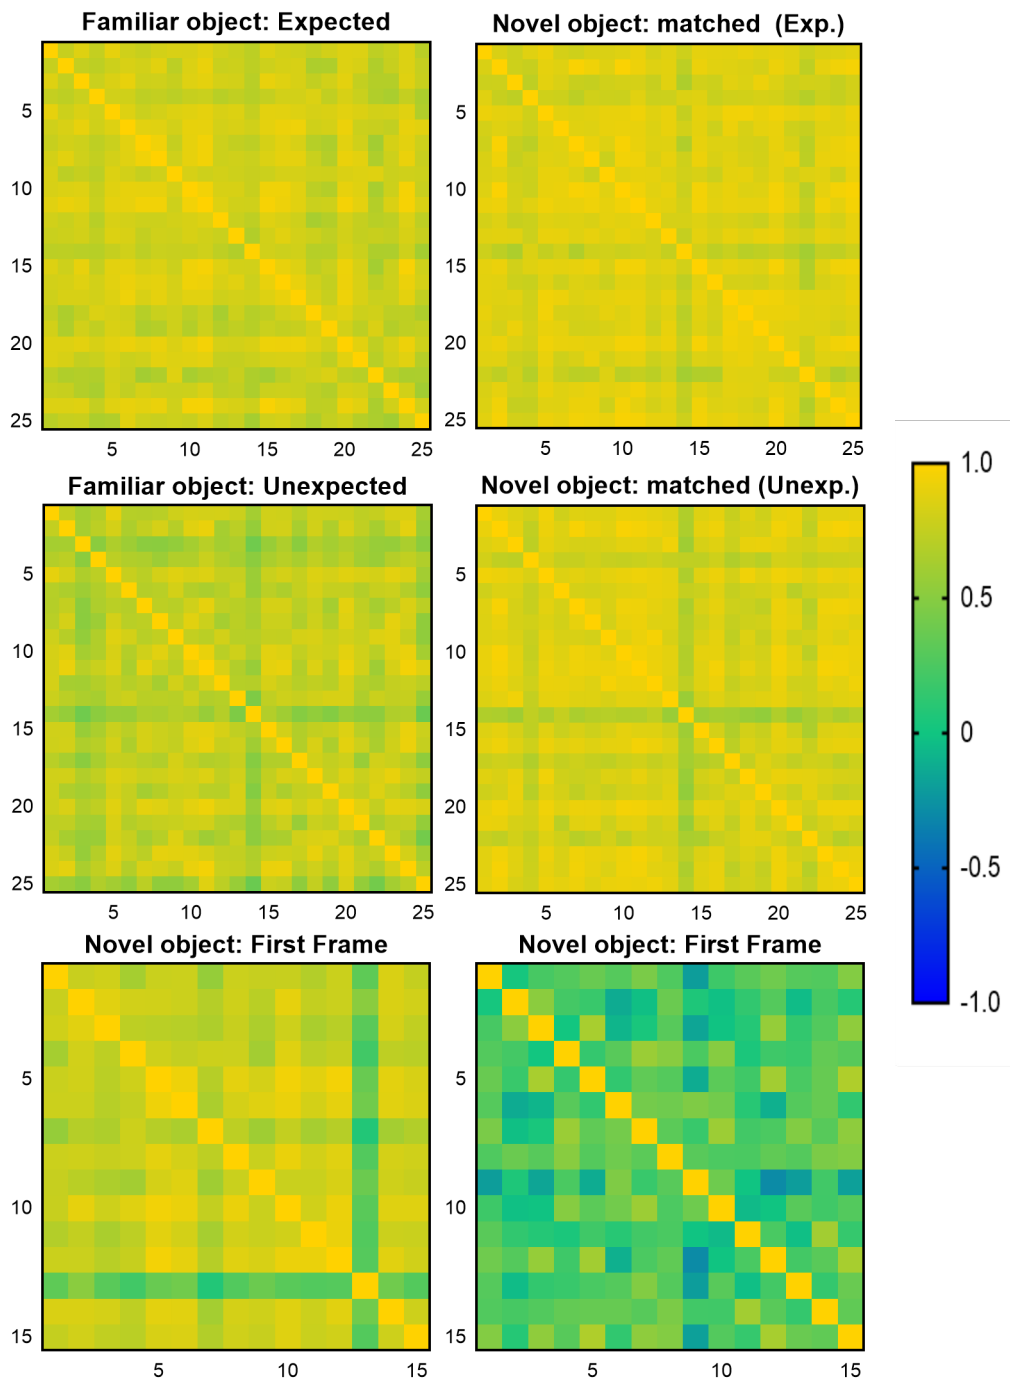 Familiar object: Expected
Novel object: matched  (Exp.)
5
10
15
20
25
5 10 15 20 25
5
10
15
20
25
5 10 15 20 25
Familiar object: Unexpected
Novel object: matched (Unexp.)
5
10
15
20
25
5 10 15 20 25
5
10
15
20
25
5 10 15 20 25
Novel object: First Frame
Novel object: First Frame
5
10
15
5 10
5
10
15
5 10 15
1.0
0.5
0
-0.5
-1.0